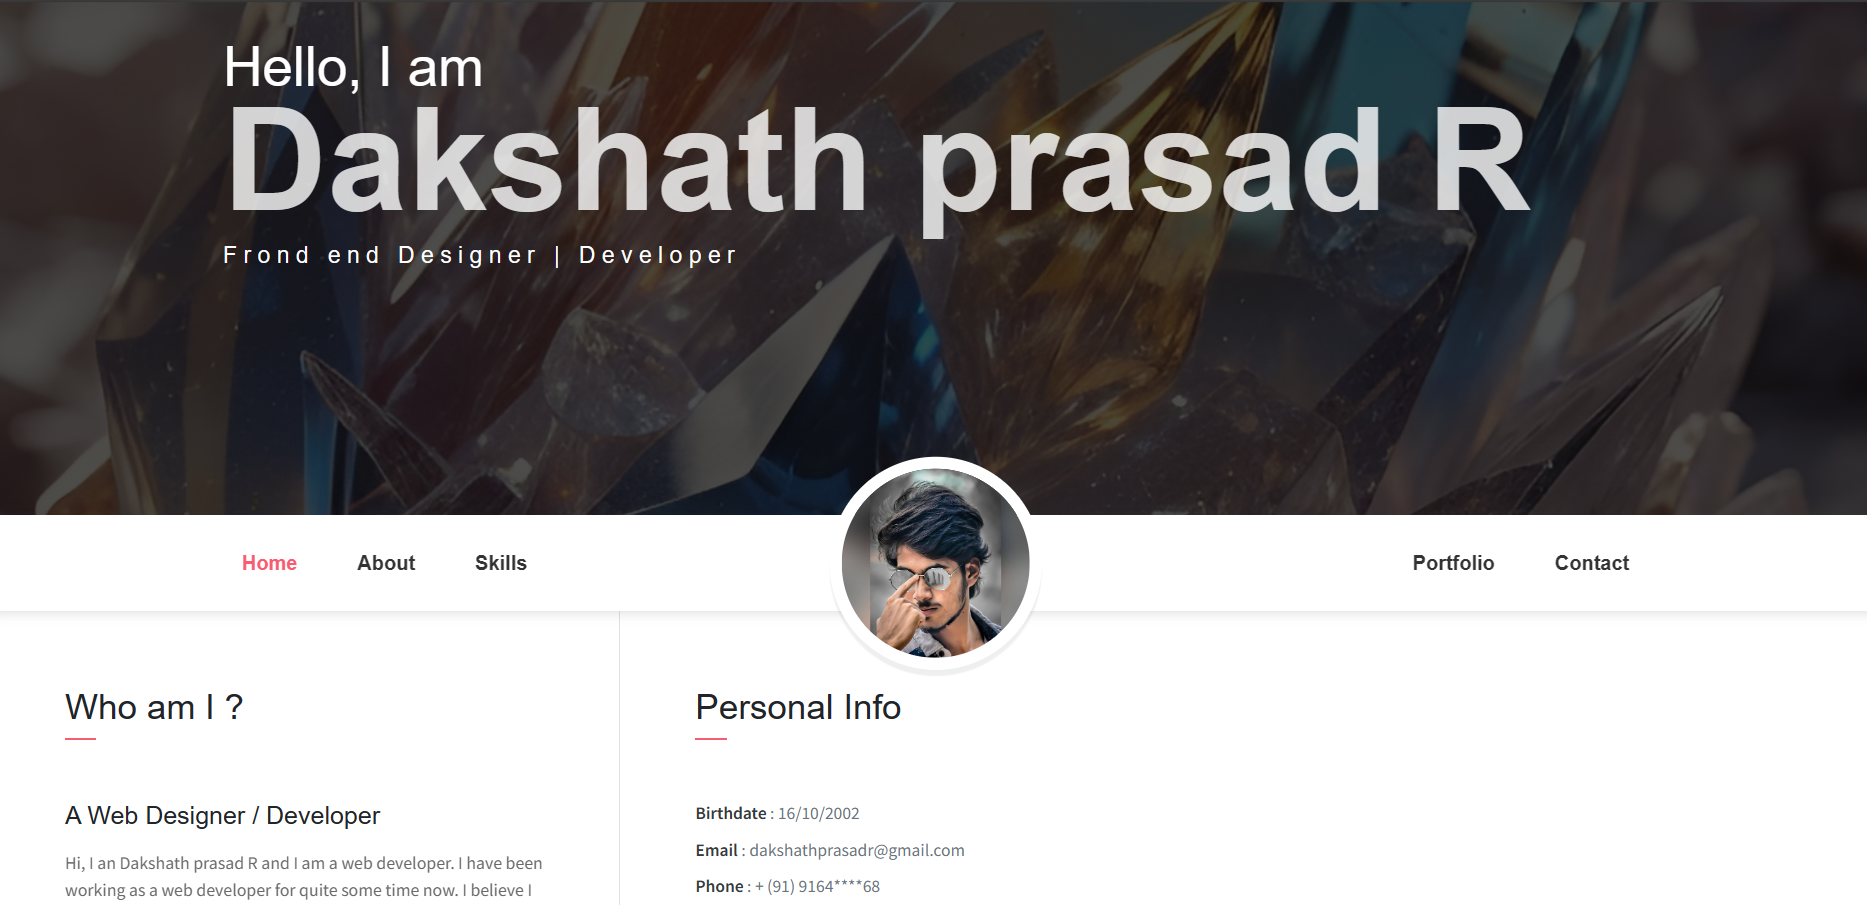 Hello, I am
Dakshath prasad R
Frond end Designer | Developer
Home
About
Skills
Portfolio
Contact
Who am I ?
A Web Designer / Developer
Hi, I an Dakshath prasad R and I am a web developer. I have been
working as a web developer for quite some time now. I believe I
Personal Info
Birthdate : 16/10/2002
Email : dakshathprasadr@gmail.com
Phone : + (91) 9164****68